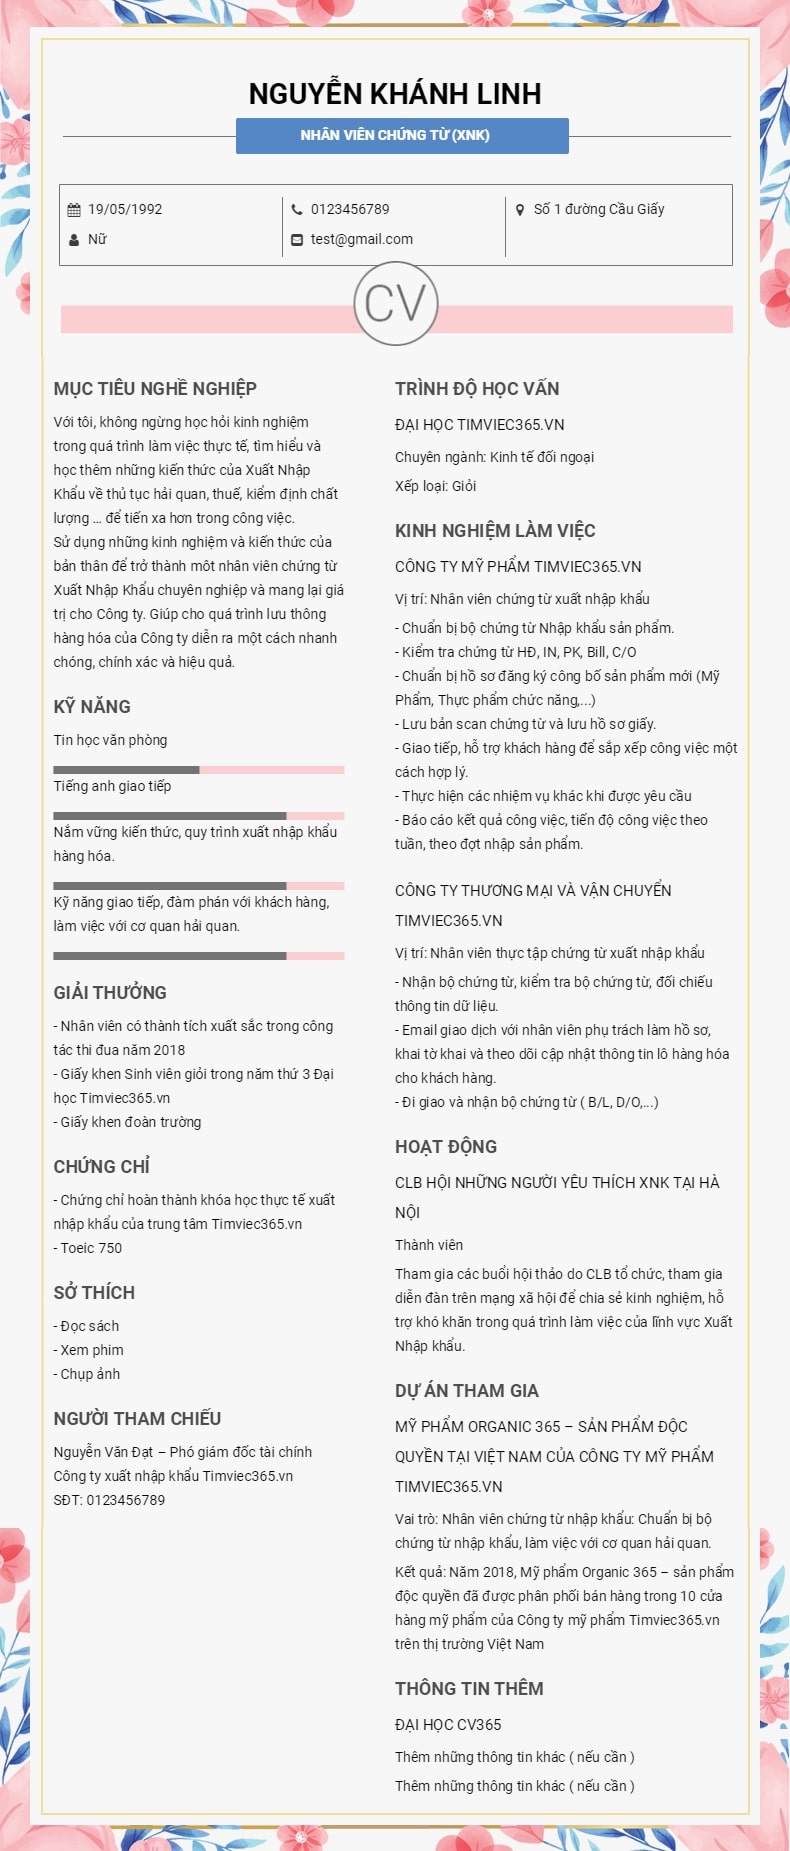 NGUYỄN KHÁNH LINH
NHÂN VIÊN CHỨNG TỪ (XNK)
19/05/1992
Nữ
0123456789
test@gmail.com
Số 1 đường Cầu Giấy
CV
MỤC TIÊU NGHỀ NGHIỆP
Với tôi, không ngừng học hỏi kinh nghiệm
trong quá trình làm việc thực tế, tìm hiểu và
học thêm những kiến thức của Xuất Nhập
Khẩu về thủ tục hải quan, thuế, kiểm định chất
lượng ... để tiến xa hơn trong công việc.
Sử dụng những kinh nghiệm và kiến thức của
bản thân để trở thành môt nhân viên chứng từ
Xuất Nhập Khẩu chuyên nghiệp và mang lại giá
trị cho Công ty. Giúp cho quá trình lưu thông
hàng hóa của Công ty diễn ra một cách nhanh
chóng, chính xác và hiệu quả.
KỸ NĂNG
Tin học văn phòng
Tiếng anh giao tiếp
Nắm vững kiến thức, quy trình xuất nhập khẩu
hàng hóa.
Kỹ năng giao tiếp, đàm phán với khách hàng,
làm việc với cơ quan hải quan.
GIẢI THƯỞNG
- Nhân viên có thành tích xuất sắc trong công
tác thi đua năm 2018
- Giấy khen Sinh viên giỏi trong năm thứ 3 Đại
học Timviec365.vn
- Giấy khen đoàn trường
CHỨNG CHỈ
- Chứng chỉ hoàn thành khóa học thực tế xuất
nhập khẩu của trung tâm Timviec365.vn
- Toeic 750
SỞ THÍCH
- Đọc sách
- Xem phim
- Chụp ảnh
NGƯỜI THAM CHIẾU
Nguyễn Văn Đạt – Phó giám đốc tài chính
Công ty xuất nhập khẩu Timviec365.vn
SĐT: 0123456789
TRÌNH ĐỘ HỌC VẤN
ĐẠI HỌC TIMVIEC365.VN
Chuyên ngành: Kinh tế đối ngoại
Xếp loại: Giỏi
KINH NGHIỆM LÀM VIỆC
CÔNG TY MỸ PHẨM TIMVIEC365.VN
Vị trí: Nhân viên chứng từ xuất nhập khẩu
- Chuẩn bị bộ chứng từ Nhập khẩu sản phẩm.
- Kiểm tra chứng từ HĐ, IN, PK, Bill, C/O
- Chuẩn bị hồ sơ đăng ký công bố sản phẩm mới (Mỹ
Phẩm, Thực phẩm chức năng,...)
- Lưu bản scan chứng từ và lưu hồ sơ giấy.
- Giao tiếp, hỗ trợ khách hàng để sắp xếp công việc một
cách hợp lý.
- Thực hiện các nhiệm vụ khác khi được yêu cầu
- Báo cáo kết quả công việc, tiến độ công việc theo
tuần, theo đợt nhập sản phẩm.
CÔNG TY THƯƠNG MẠI VÀ VẬN CHUYỂN
TIMVIEC365.VN
Vị trí: Nhân viên thực tập chứng từ xuất nhập khẩu
- Nhận bộ chứng từ, kiểm tra bộ chứng từ, đối chiếu
thông tin dữ liệu.
- Email giao dịch với nhân viên phụ trách làm hồ sơ,
khai tờ khai và theo dõi cập nhật thông tin lô hàng hóa
cho khách hàng.
- Đi giao và nhận bộ chứng từ ( B/L, D/O,...)
HOẠT ĐỘNG
CLB HỘI NHỮNG NGƯỜI YÊU THÍCH XNK TẠI HÀ
NỘI
Thành viên
Tham gia các buổi hội thảo do CLB tổ chức, tham gia
diễn đàn trên mạng xã hội để chia sẻ kinh nghiệm, hỗ
trợ khó khăn trong quá trình làm việc của lĩnh vực Xuất
Nhập khẩu.
DỰ ÁN THAM GIA
MỸ PHẨM ORGANIC 365 – SẢN PHẨM ĐỘC
QUYỀN TẠI VIỆT NAM CỦA CÔNG TY MỸ PHẨM
TIMVIEC365.VN
Vai trò: Nhân viên chứng từ nhập khẩu: Chuẩn bị bộ
chứng từ nhập khẩu, làm việc với cơ quan hải quan.
Kết quả: Năm 2018, Mỹ phẩm Organic 365 – sản phẩm
độc quyền đã được phân phối bán hàng trong 10 cửa
hàng mỹ phẩm của Công ty mỹ phẩm Timviec365.vn
trên thị trường Việt Nam
THÔNG TIN THÊM
ĐẠI HỌC CV365
Thêm những thông tin khác ( nếu cần )
Thêm những thông tin khác ( nếu cần )